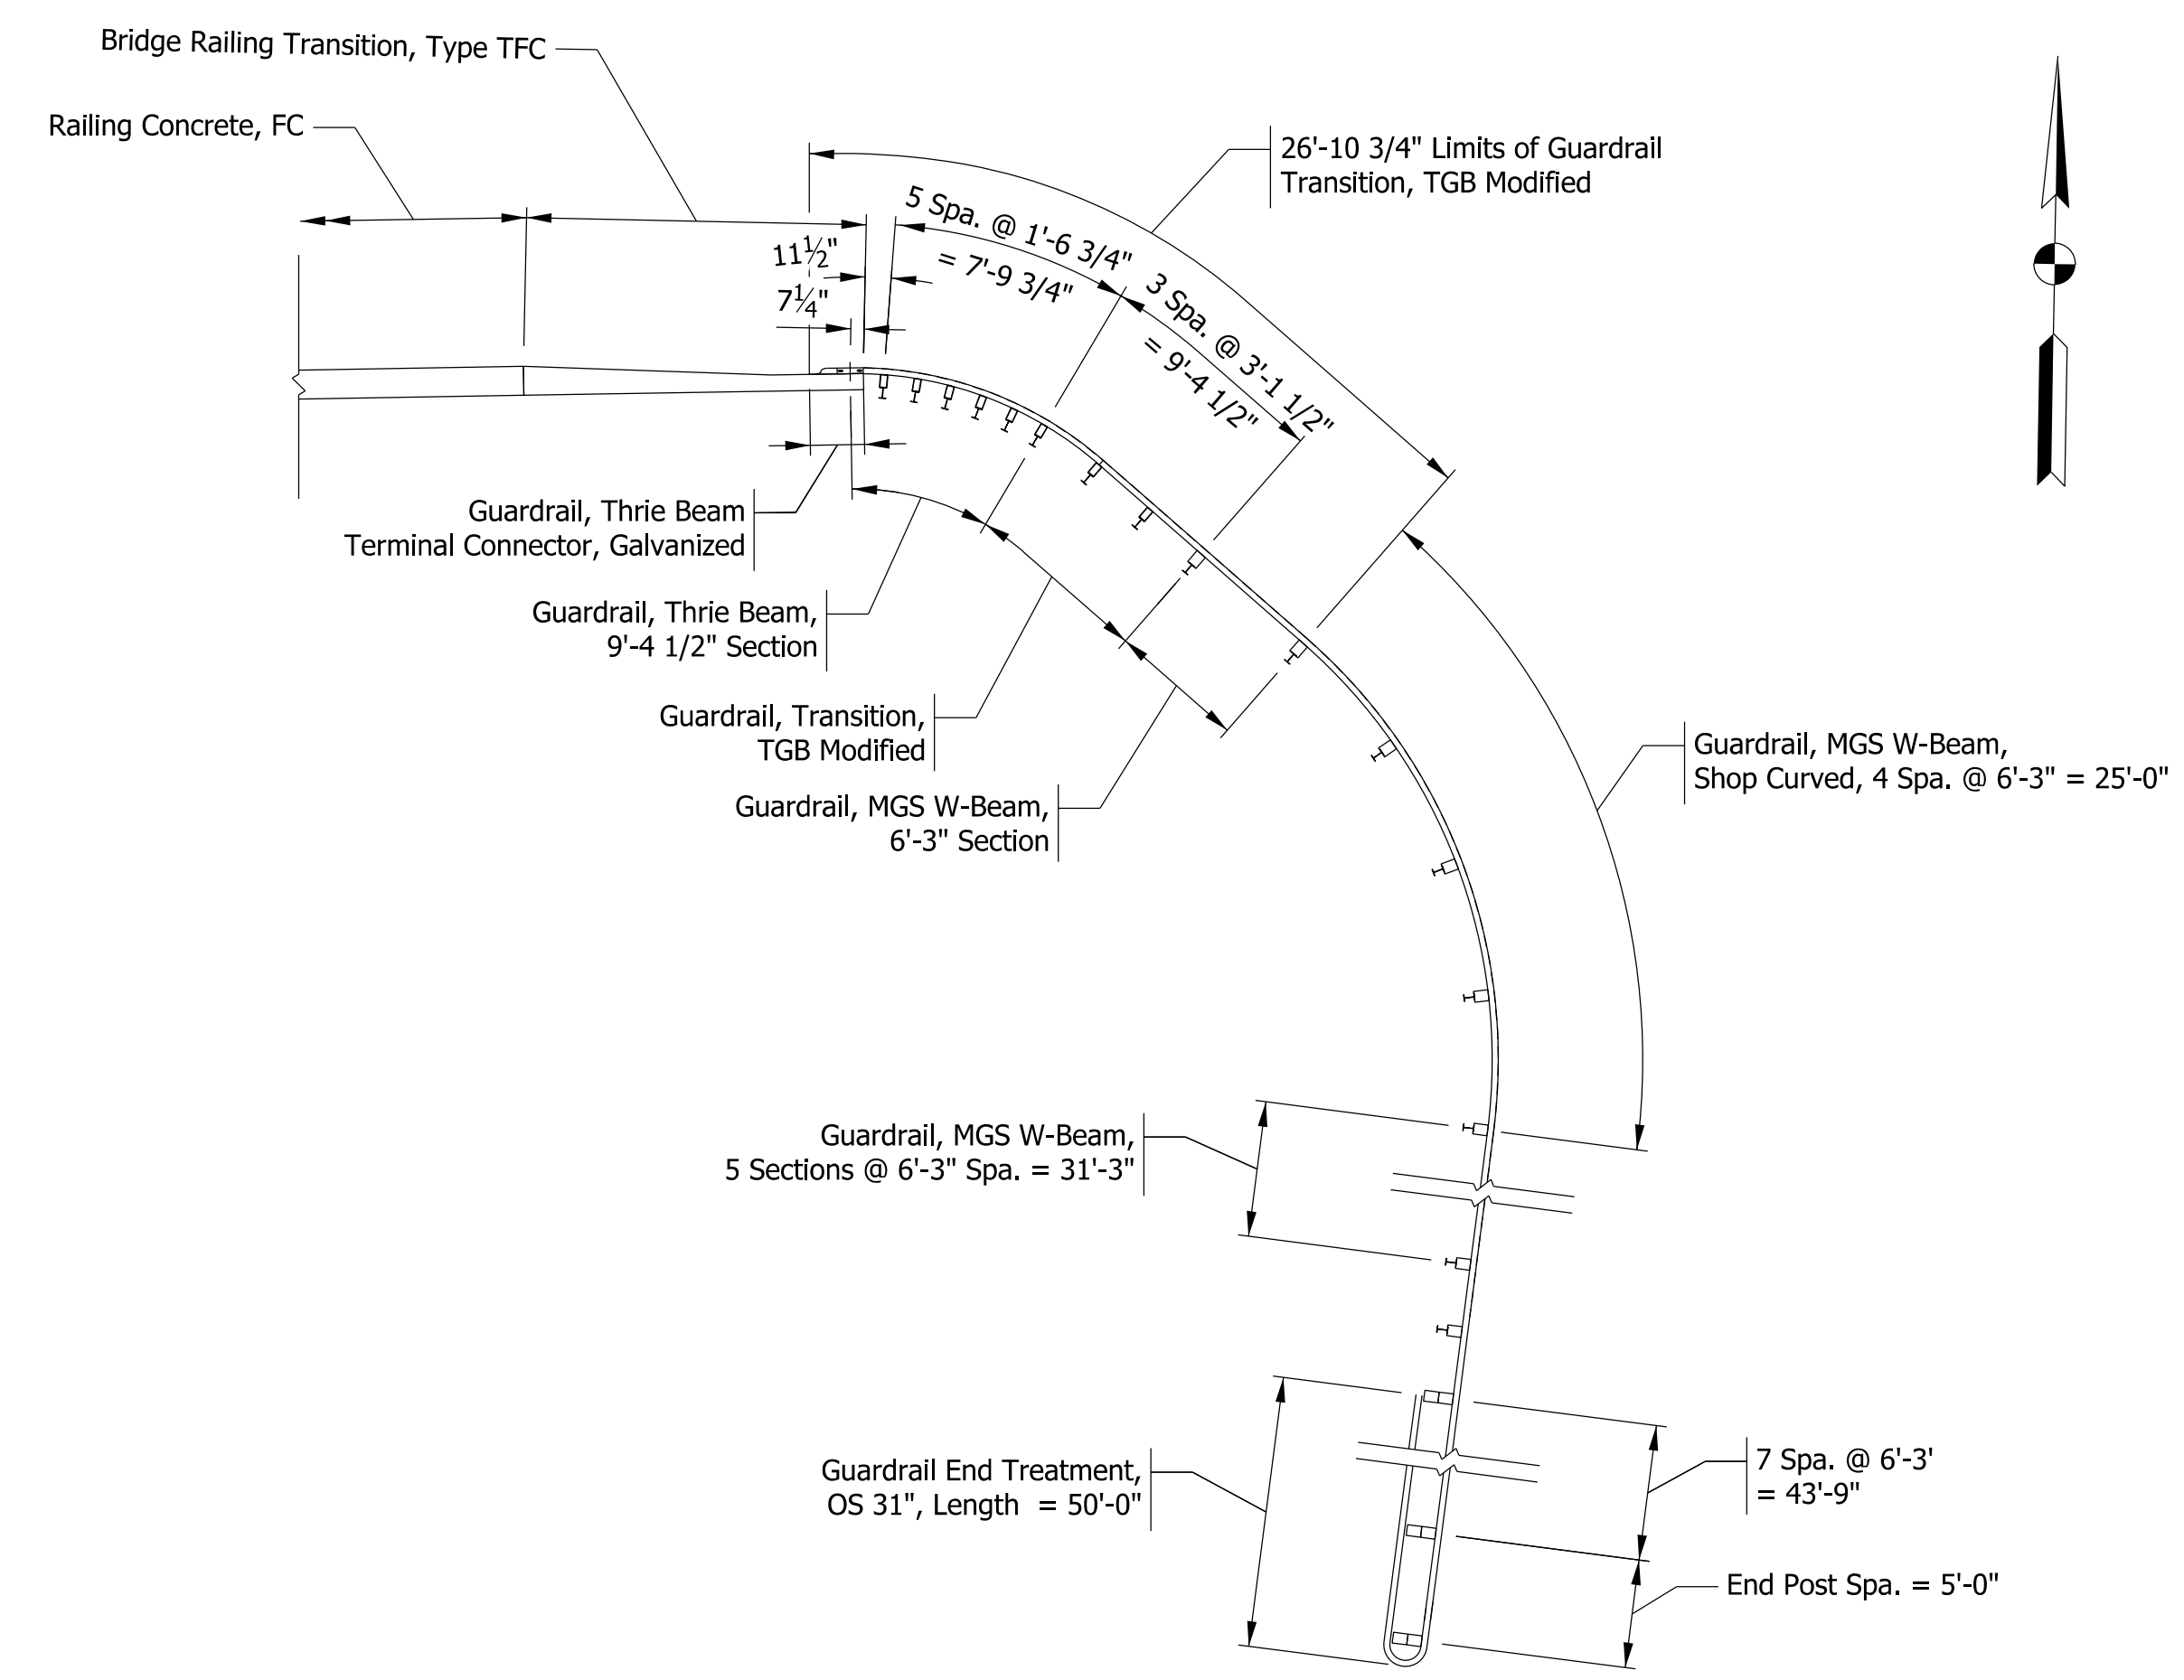 Bridge Railing Transition, Type TFC
Railing Concrete, FC
26'-10 3/4" Limits of Guardrail
Transition, TGB Modified
5 Spa. @ 1'-6 3/4"
= 7'-9 3/4"
3 Spa. @ 3'-1 1/2"
= 9'-4 1/2"
11 1/2"
7 1/4"
Guardrail, Thrie Beam
Terminal Connector, Galvanized
Guardrail, Thrie Beam,
9'-4 1/2" Section
Guardrail, Transition,
TGB Modified
Guardrail, MGS W-Beam,
6'-3" Section
Guardrail, MGS W-Beam,
Shop Curved, 4 Spa. @ 6'-3" = 25'-0"
Guardrail, MGS W-Beam,
5 Sections @ 6'-3" Spa. = 31'-3"
Guardrail End Treatment,
OS 31", Length = 50'-0"
7 Spa. @ 6'-3'
= 43'-9"
End Post Spa. = 5'-0"